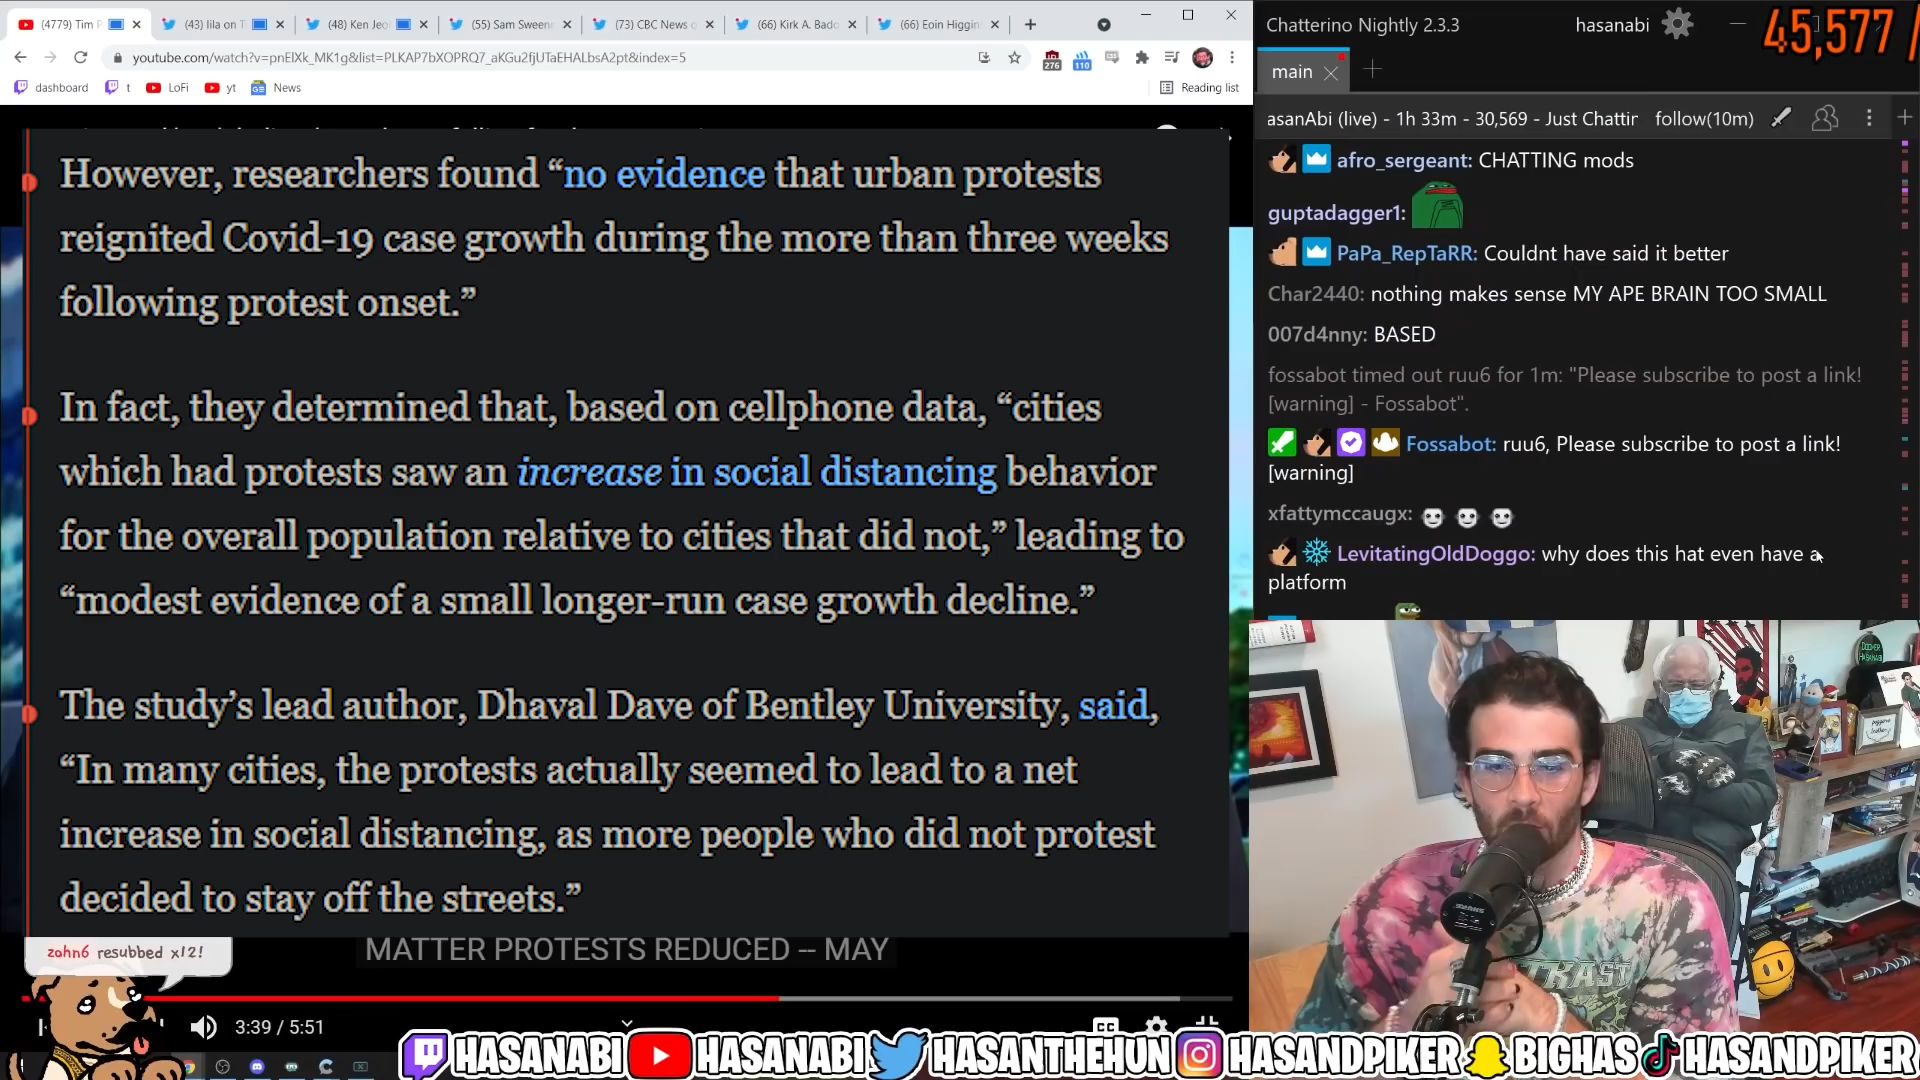 (4779) Tim P
(43) lila on T
(48) Ken Jeo
(55) Sam Sween
(73) CBC News o
(66) Kirk A. Bado
(66) Eoin Higgin
youtube.com/watch?v=pnElXk_MK1g&list=PLKAP7bXOPRQ7_aKGu2fjUTaEHALbsA2pt&index=5
276
110
dashboard
t
LoFi
yt
News
Reading list
However, researchers found “no evidence that urban protests
reignited Covid-19 case growth during the more than three weeks
following protest onset.”
In fact, they determined that, based on cellphone data, “cities
which had protests saw an increase in social distancing behavior
for the overall population relative to cities that did not,” leading to
“modest evidence of a small longer-run case growth decline.”
The study’s lead author, Dhaval Dave of Bentley University, said,
“In many cities, the protests actually seemed to lead to a net
increase in social distancing, as more people who did not protest
decided to stay off the streets.”
MATTER PROTESTS REDUCED -- MAY
zahn6 resubbed x12!
3:39 / 5:51
Chatterino Nightly 2.3.3
hasanabi
45,577 /
main
asanAbi (live) - 1h 33m - 30,569 - Just Chattir
follow(10m)
afro_sergeant: CHATTING mods
guptadagger1:
PaPa_RepTaRR: Couldnt have said it better
Char2440: nothing makes sense MY APE BRAIN TOO SMALL
007d4nny: BASED
fossabot timed out ruu6 for 1m: "Please subscribe to post a link!
[warning] - Fossabot".
Fossabot: ruu6, Please subscribe to post a link!
[warning]
xfattymccaugx:
LevitatingOldDoggo: why does this hat even have a
platform
HASANABI
HASANABI
HASANTHEHUN
HASANDPIKER
BIGHAS
HASANDPIKER